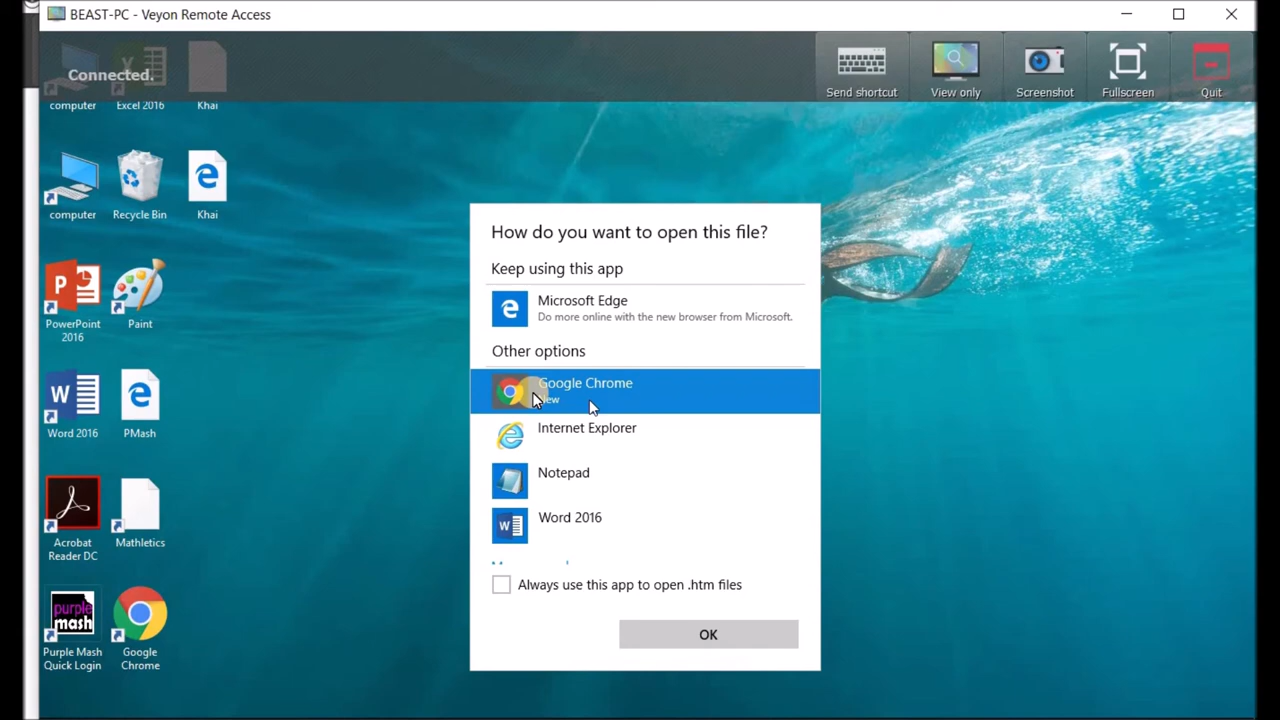 BEAST-PC - Veyon Remote Access
Connected.
Send shortcut
View only
Screenshot
Fullscreen
Quit
computer
Excel 2016
Khai
computer
Recycle Bin
Khai
PowerPoint
2016
Paint
Word 2016
PMash
Acrobat
Reader DC
Mathletics
purple
mash
Purple Mash
Quick Login
Google
Chrome
How do you want to open this file?
Keep using this app
Microsoft Edge
Do more online with the new browser from Microsoft.
Other options
Google Chrome
New
Internet Explorer
Notepad
Word 2016
Always use this app to open .htm files
OK